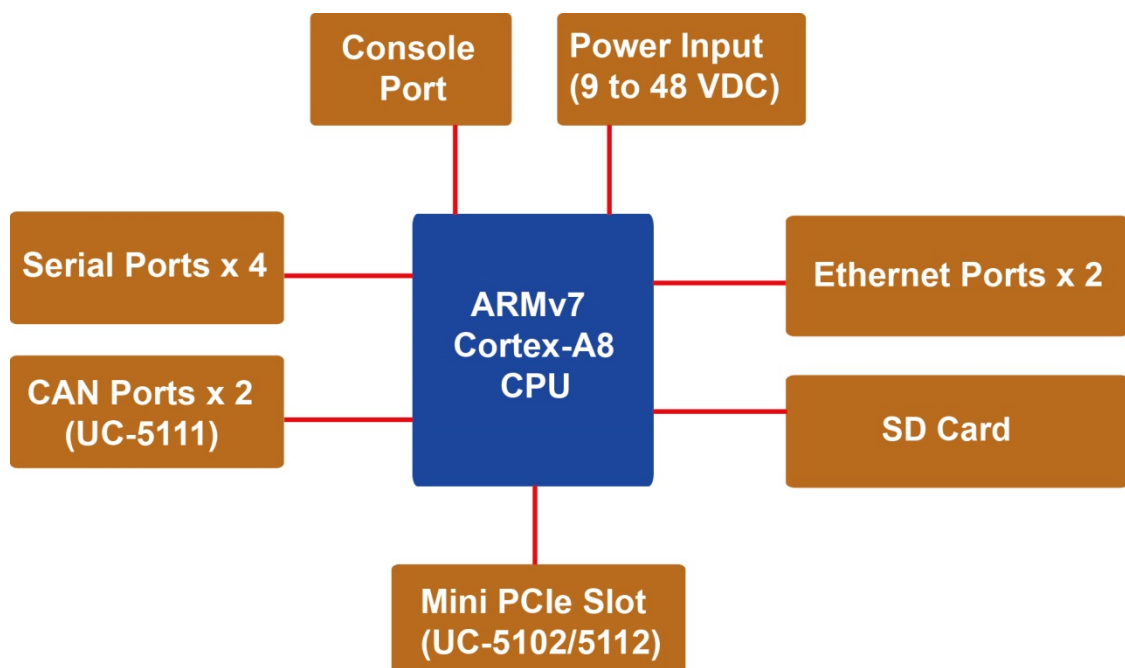 Console
Port
Power Input
(9 to 48 VDC)
Serial Ports x 4
ARMv7
Cortex-A8
CPU
Ethernet Ports x 2
CAN Ports x 2
(UC-5111)
SD Card
Mini PCIe Slot
(UC-5102/5112)